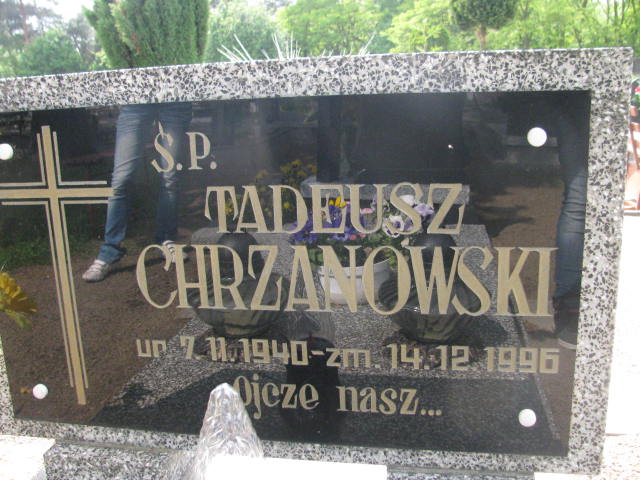 Ś.P.
TADEUSZ
CHRZANOWSKI
ur 7.11.1940-zm.14.12.1996
Ojcze nasz...